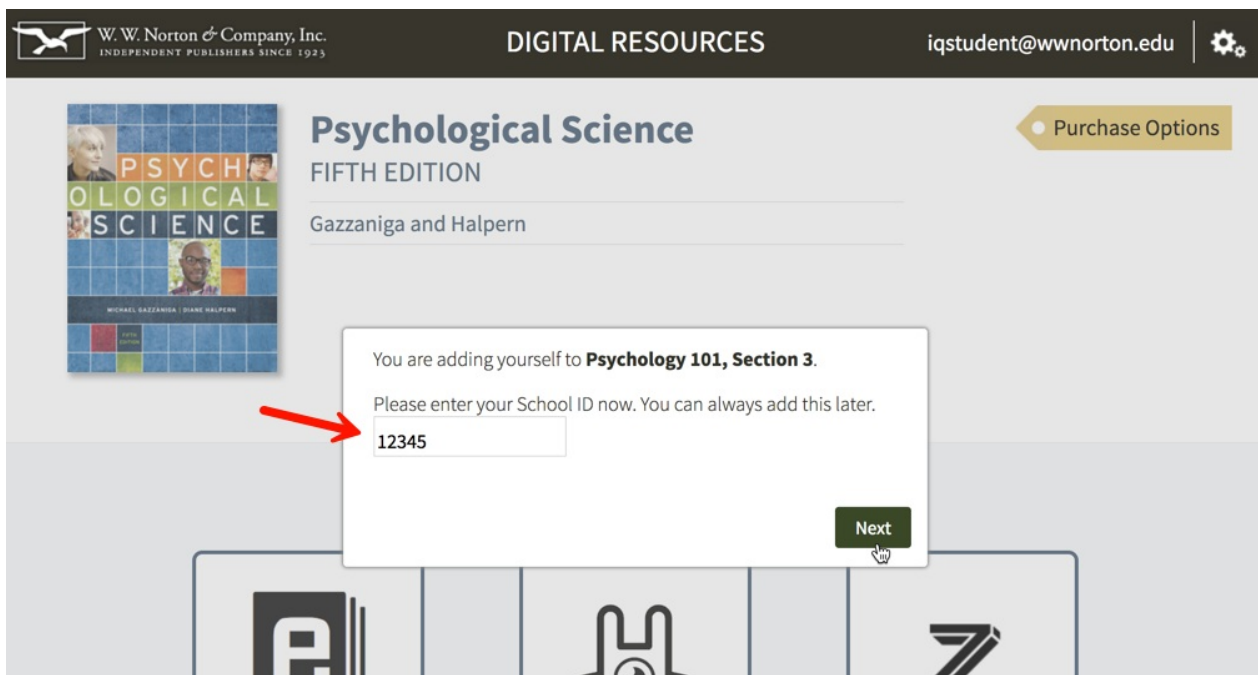 W. W. Norton & Company, Inc.
INDEPENDENT PUBLISHERS SINCE 1923
DIGITAL RESOURCES
iqstudent@wwnorton.edu
PSYCH
OLOGICAL
SCIENCE
MICHAEL GAZZANIGA | DIANE HALPERN
FIFTH
EDITION
Psychological Science
FIFTH EDITION
Gazzaniga and Halpern
Purchase Options
You are adding yourself to Psychology 101, Section 3.
Please enter your School ID now. You can always add this later.
12345
Next